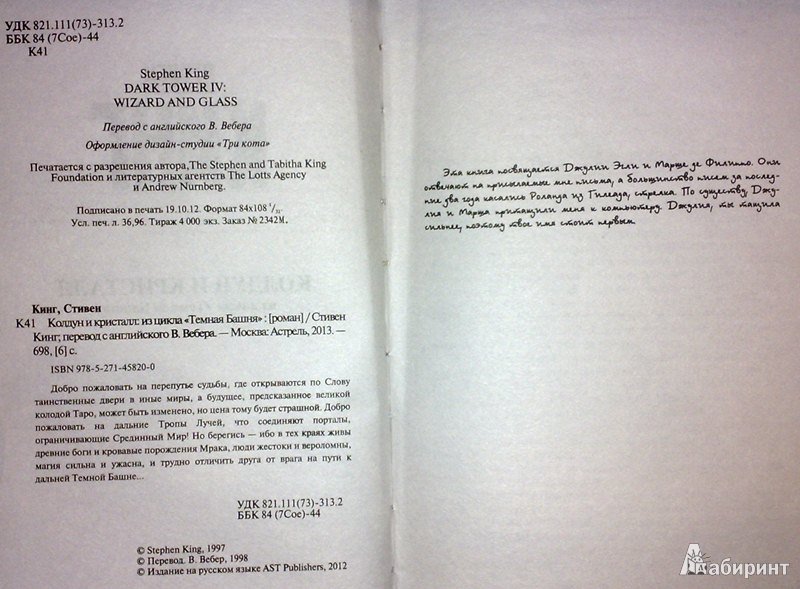 УДК 821.111(73)-313.2
ББК 84 (7Сое)-44
К41
Stephen King
DARK TOWER IV:
WIZARD AND GLASS
Перевод с английского В. Вебера
Оформление дизайн-студии «Три кота»
Печатается с разрешения автора,The Stephen and Tabitha King
Foundation и литературных агентств The Lotts Agency
и Andrew Nurnberg.
Подписано в печать 19.10.12. Формат 84x108 1/32
Усл. печ. л. 36,96. Тираж 4 000 экз. Заказ № 2342М.
Кинг, Стивен
К41 Колдун и кристалл: из цикла «Темная Башня» : [роман] / Стивен
Кинг; перевод с английского В. Вебера. — Москва: Астрель, 2013. —
698, [6] с.
ISBN 978-5-271-45820-0
Добро пожаловать на перепутье судьбы, где открываются по Слову
таинственные двери в иные миры, а будущее, предсказанное великой
колодой Таро, может быть изменено, но цена тому будет страшной. Добро
пожаловать на дальние Тропы Лучей, что соединяют порталы,
ограничивающие Срединный Мир! Но берегись — ибо в тех краях живы
древние боги и кровавые порождения Мрака, люди жестоки и вероломны,
магия сильна и ужасна, и трудно отличить друга от врага на пути к
дальней Темной Башне...
УДК 821.111(73)-313.2
ББК 84 (7Сое)-44
© Stephen King, 1997
© Перевод. В. Вебер, 1998
© Издание на русском языке AST Publishers, 2012
Эта книга посвящается Джулии Эгли и Марше де Филиппо. Они
отвечают на присылаемые мне письма, а большинство писем за послед-
ние два года касались Роланда из Гилеада, стрелка. По существу, Джу-
лия и Марша притащили меня к компьютеру. Джулия, ты тащила
сильнее, поэтому твое имя стоит первым.
Лабиринт